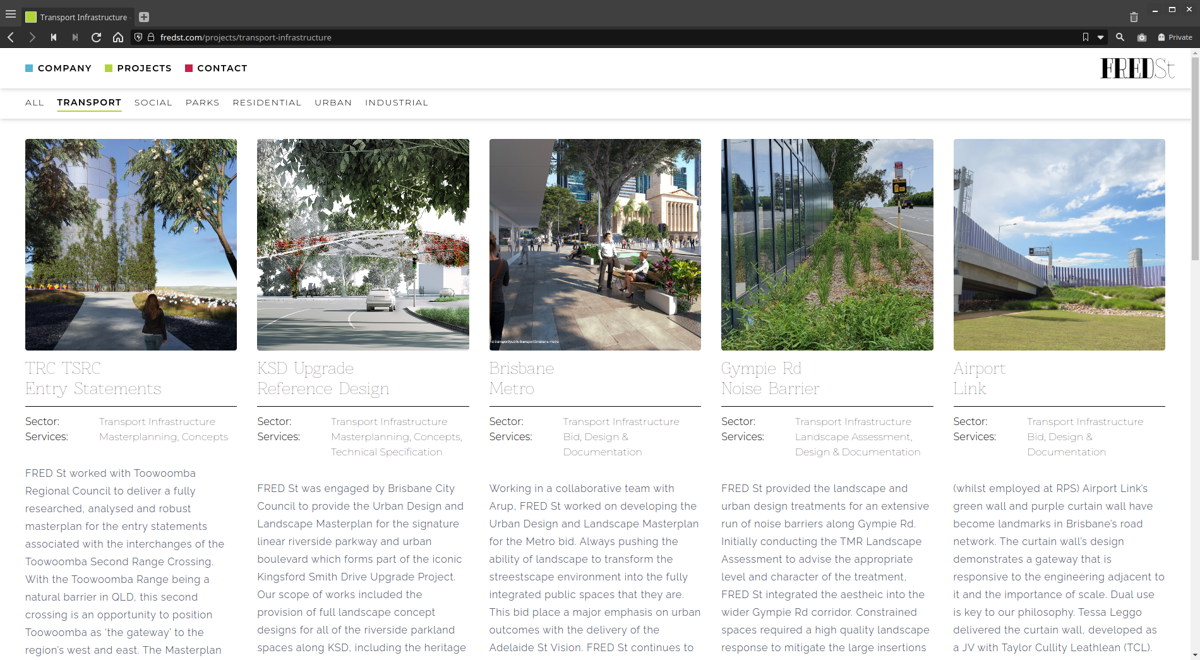 Transport Infrastructure
fredst.com/projects/transport-infrastructure
Private
COMPANY
PROJECTS
CONTACT
FREDSt
ALL
TRANSPORT
SOCIAL
PARKS
RESIDENTIAL
URBAN
INDUSTRIAL
TRC TSRC
Entry Statements
Sector: Transport Infrastructure
Services: Masterplanning, Concepts
FRED St worked with Toowoomba
Regional Council to deliver a fully
researched, analysed and robust
masterplan for the entry statements
associated with the interchanges of the
Toowoomba Second Range Crossing.
With the Toowoomba Range being a
natural barrier in QLD, this second
crossing is an opportunity to position
Toowoomba as 'the gateway' to the
region's west and east. The Masterplan
KSD Upgrade
Reference Design
Sector: Transport Infrastructure
Services: Masterplanning, Concepts,
Technical Specification
FRED St was engaged by Brisbane City
Council to provide the Urban Design and
Landscape Masterplan for the signature
linear riverside parkway and urban
boulevard which forms part of the iconic
Kingsford Smith Drive Upgrade Project.
Our scope of works included the
provision of full landscape concept
designs for all of the riverside parkland
spaces along KSD, including the heritage
Brisbane
Metro
Sector: Transport Infrastructure
Services: Bid, Design &
Documentation
Working in a collaborative team with
Arup, FRED St worked on developing the
Urban Design and Landscape Masterplan
for the Metro bid. Always pushing the
ability of landscape to transform the
streestscape environment into the fully
integrated public spaces that they are.
This bid place a major emphasis on urban
outcomes with the delivery of the
Adelaide St Vision. FRED St continues to
Gympie Rd
Noise Barrier
Sector: Transport Infrastructure
Services: Landscape Assessment,
Design & Documentation
FRED St provided the landscape and
urban design treatments for an extensive
run of noise barriers along Gympie Rd.
Initially conducting the TMR Landscape
Assessment to advise the appropriate
level and character of the treatment,
FRED St integrated the aestheic into the
wider Gympie Rd corridor. Constrained
spaces required a high quality landscape
response to mitigate the large insertions
Airport
Link
Sector: Transport Infrastructure
Services: Bid, Design &
Documentation
(whilst employed at RPS) Airport Link's
green wall and purple curtain wall have
become landmarks in Brisbane's road
network. The curtain wall's design
demonstrates a gateway that is
responsive to the engineering adjacent to
it and the importance of scale. Dual use
is key to our philosophy. Tessa Leggo
delivered the curtain wall, developed as
a JV with Taylor Cullity Leathlean (TCL).